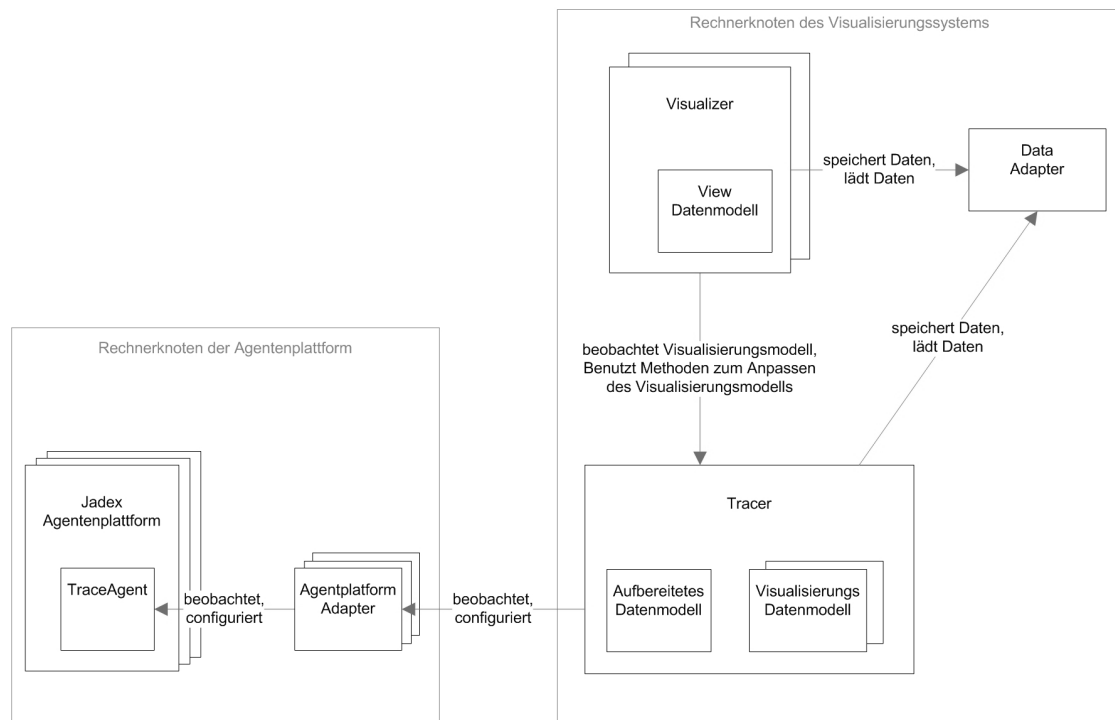 Rechnerknoten des Visualisierungssystems
Visualizer
View
Datenmodell
speichert Daten,
lädt Daten
Data
Adapter
beobachtet Visualisierungsmodell,
Benutzt Methoden zum Anpassen
des Visualisierungsmodells
speichert Daten,
lädt Daten
Rechnerknoten der Agentenplattform
Jadex
Agentenplattform
TraceAgent
beobachtet,
configuriert
Agentplatform
Adapter
beobachtet,
configuriert
Tracer
Aufbereitetes
Datenmodell
Visualisierungs
Datenmodell